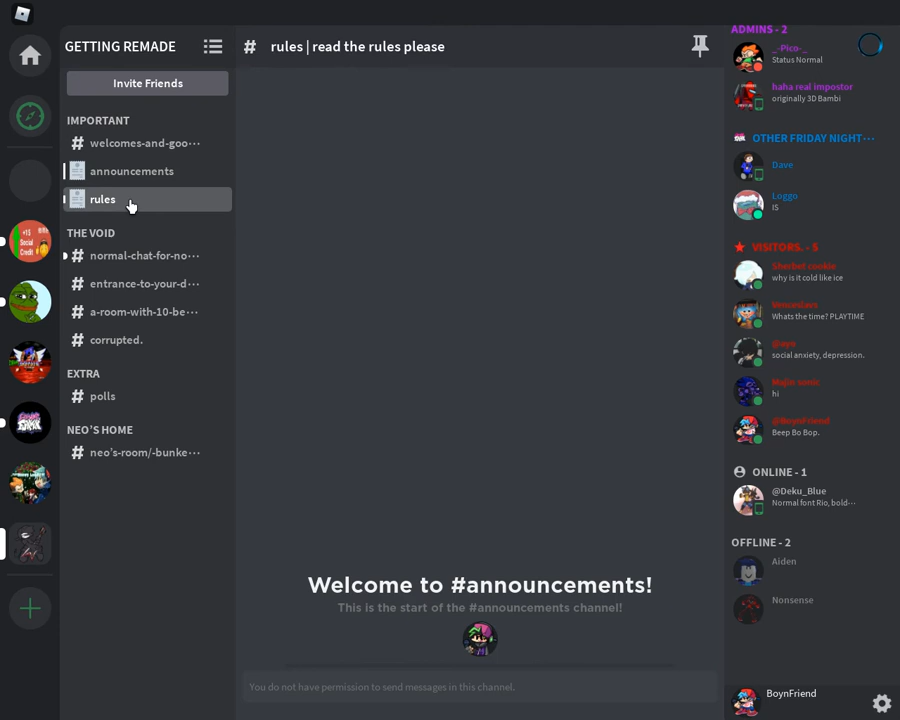 GETTING REMADE
Invite Friends
IMPORTANT
# welcomes-and-goo···
announcements
rules
THE VOID
# normal-chat-for-no···
# entrance-to-your-d···
# a-room-with-10-be···
# corrupted.
EXTRA
# polls
NEO'S HOME
# neo's-room/-bunke···
# rules | read the rules please
Welcome to #announcements!
This is the start of the #announcements channel!
You do not have permission to send messages in this channel.
ADMINS - 2
_-Pico-_
Status Normal
haha real impostor
originally 3D Bambi
OTHER FRIDAY NIGHT···
Dave
Loggo
IS
VISITORS. - 5
Sherbet cookie
why is it cold like ice
Whats the time? PLAYTIME
social anxiety, depression.
Majin sonic
hi
@BoynFriend
Beep Bo Bop.
ONLINE - 1
@Deku_Blue
Normal font Rio, bold···
OFFLINE - 2
Aiden
Nonsense
BoynFriend
+15
Social
Credit